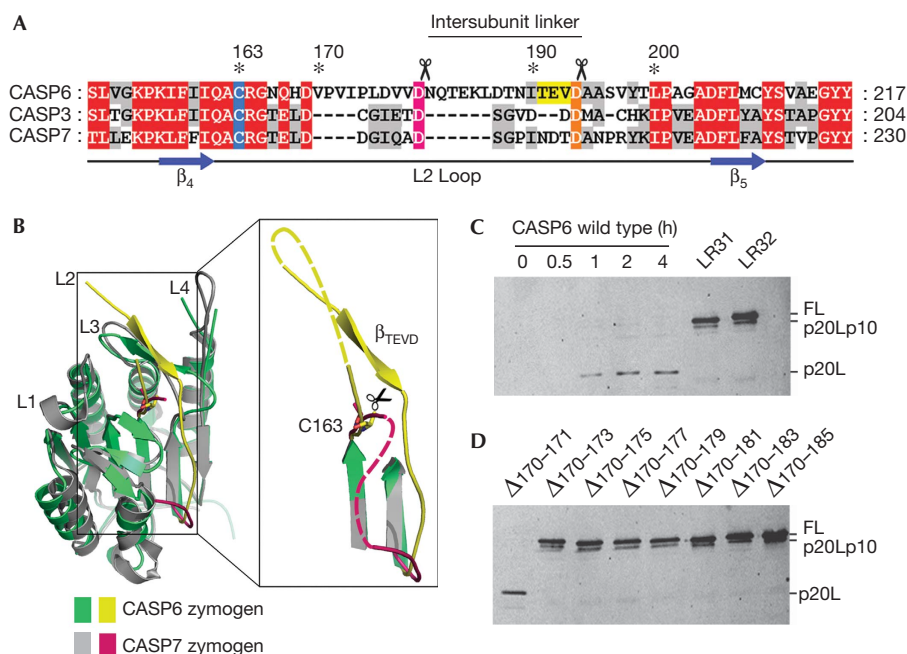 A
Intersubunit linker
163 170 190 200
* * * *
CASP6 : SLVGKPKIFIIQACRGNQHDVPVIPLDVVDNQTEKLDTNITEVDAASVYTLPAGADFLMCYSVAEGYY : 217
CASP3 : SLTGKPKLFIIQACRGTELD----CGIETD------SGVD--DDMA-CHKIPVEADFLYAYSTAPGYY : 204
CASP7 : TLLEKPKLFFIQACRGTELD----DGIQAD------SGPINDTDANPRYKIPVEADFLFAYSTVPGYY : 230
β4 L2 Loop β5
B
L2
L4
L3
L1
βTEVD
C163
CASP6 zymogen
CASP7 zymogen
C
CASP6 wild type (h)
0 0.5 1 2 4 LR31 LR32
FL
p20Lp10
p20L
D
Δ170–171 Δ170–173 Δ170–175 Δ170–177 Δ170–179 Δ170–181 Δ170–183 Δ170–185
FL
p20Lp10
p20L